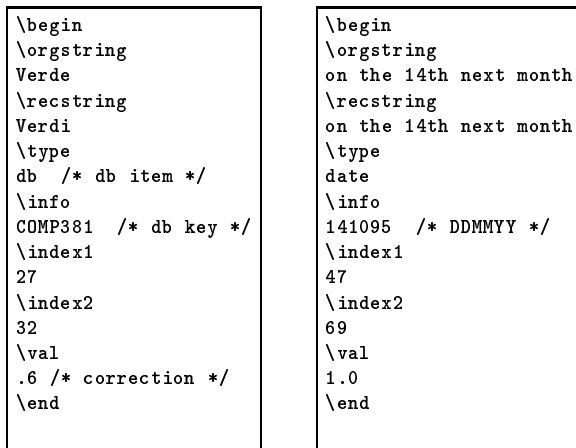 \begin
\orgstring
Verde
\recstring
Verdi
\type
db /* db item */
\info
COMP381 /* db key */
\index1
27
\index2
32
\val
.6 /* correction */
\end
\begin
\orgstring
on the 14th next month
\recstring
on the 14th next month
\type
date
\info
141095 /* DDMMYY */
\index1
47
\index2
69
\val
1.0
\end